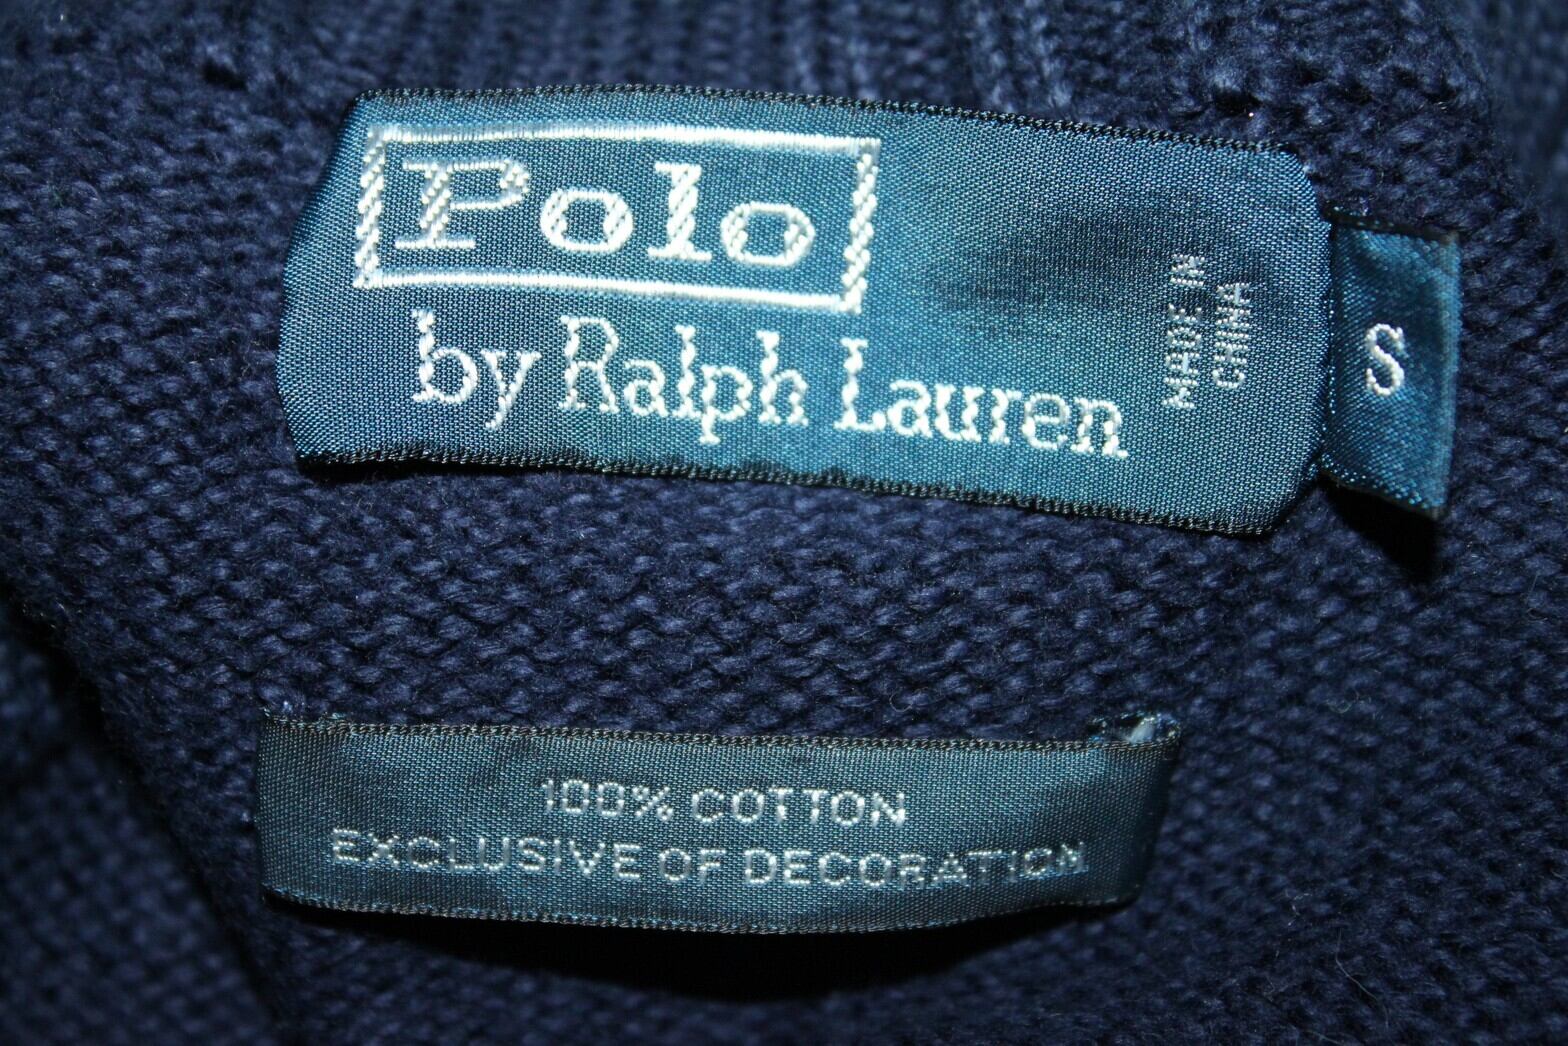 Polo
by Ralph Lauren
MADE IN
CHINA
S
100% COTTON
EXCLUSIVE OF DECORATION